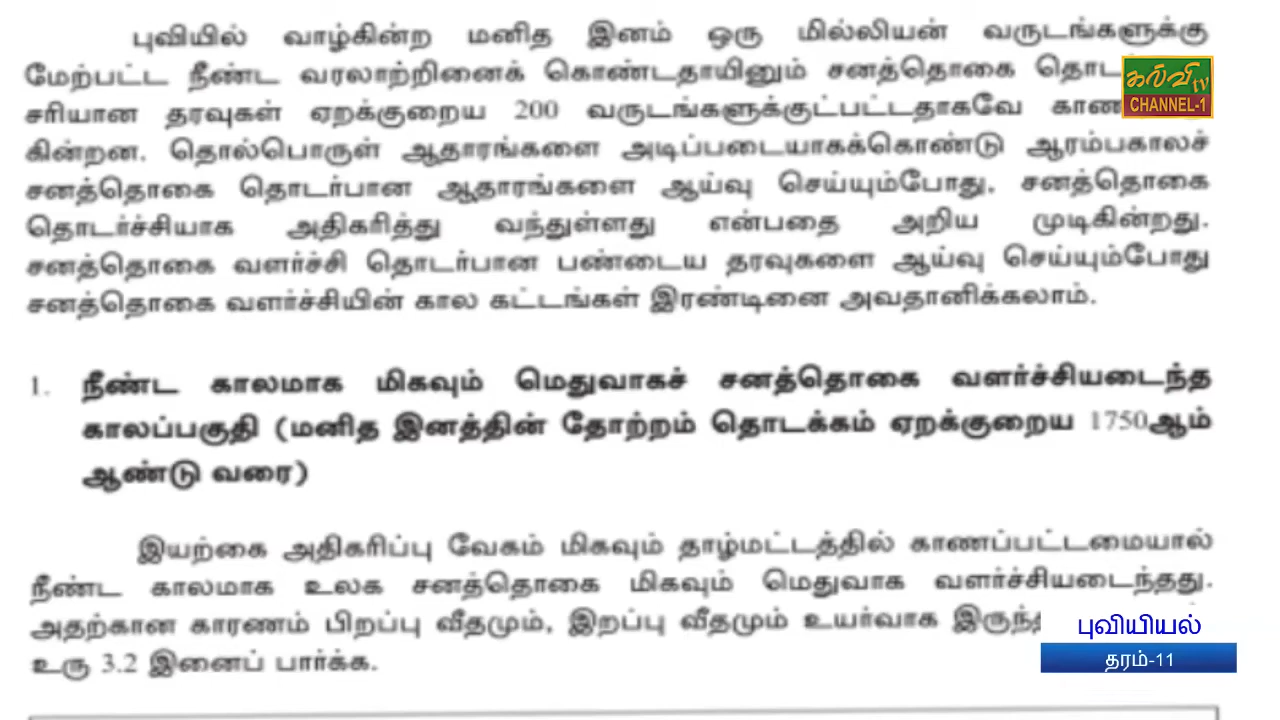 புவியில் வாழ்கின்ற மனித இனம் ஒரு மில்லியன் வருடங்களுக்கு
மேற்பட்ட நீண்ட வரலாற்றினைக் கொண்டதாயினும் சனத்தொகை
சரியான தரவுகள் ஏறக்குறைய 200 வருடங்களுக்குட்பட்டதாகவே
கின்றன. தொல்பொருள் ஆதாரங்களை அடிப்படையாகக்கொண்டு ஆரம்பகாலச்
சனத்தொகை தொடர்பான ஆதாரங்களை ஆய்வு செய்யும்போது, சனத்தொகை
தொடர்ச்சியாக அதிகரித்து வந்துள்ளது என்பதை அறிய முடிகின்றது.
சனத்தொகை வளர்ச்சி தொடர்பான பண்டைய தரவுகளை ஆய்வு செய்யும்போது
சனத்தொகை வளர்ச்சியின் கால கட்டங்கள் இரண்டினை அவதானிக்கலாம்.
கல்வி tv
CHANNEL-1
1. நீண்ட காலமாக மிகவும் மெதுவாகச் சனத்தொகை வளர்ச்சியடைந்த
காலப்பகுதி (மனித இனத்தின் தோற்றம் தொடக்கம் ஏறக்குறைய 1750ஆம்
ஆண்டு வரை)
இயற்கை அதிகரிப்பு வேகம் மிகவும் தாழ்மட்டத்தில் காணப்பட்டமையால்
நீண்ட காலமாக உலக சனத்தொகை மிகவும் மெதுவாக வளர்ச்சியடைந்தது.
அதற்கான காரணம் பிறப்பு வீதமும், இறப்பு வீதமும் உயர்வாக
உரு 3.2 இனைப் பார்க்க.
புவியியல்
தரம்-11